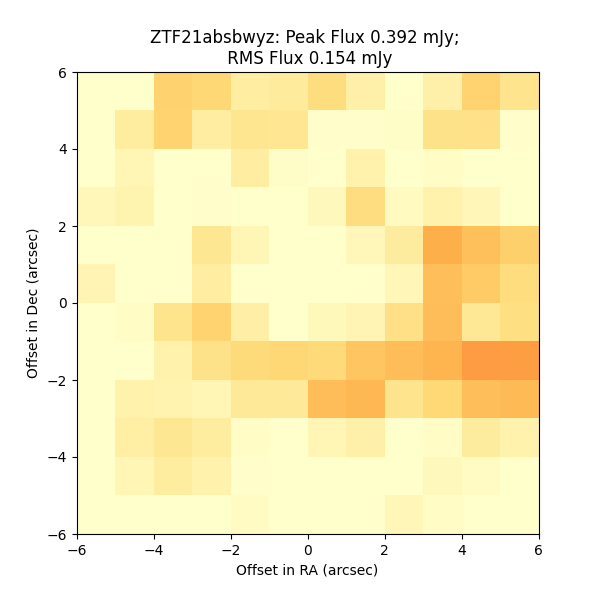 ZTF21absbwyz: Peak Flux 0.392 mJy;
RMS Flux 0.154 mJy
6
4
2
0
−2
−4
−6
Offset in Dec (arcsec)
−6 −4 −2 0 2 4 6
Offset in RA (arcsec)